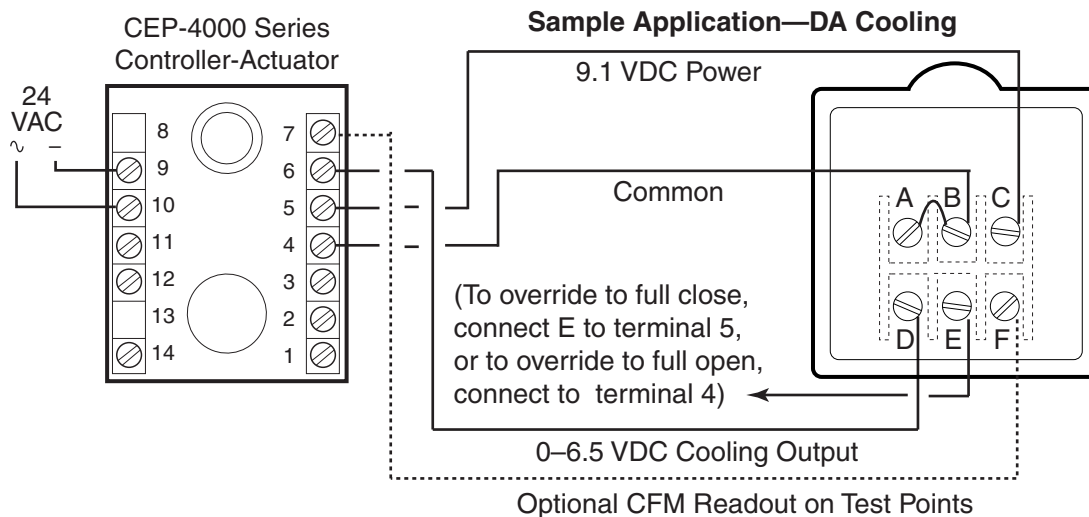 Sample Application—DA Cooling
CEP-4000 Series
Controller-Actuator
9.1 VDC Power
24
VAC
∿ –
8
9
10
11
12
13
14
7
6
5
4
3
2
1
Common
A B C
D E F
(To override to full close,
connect E to terminal 5,
or to override to full open,
connect to terminal 4)
0–6.5 VDC Cooling Output
Optional CFM Readout on Test Points